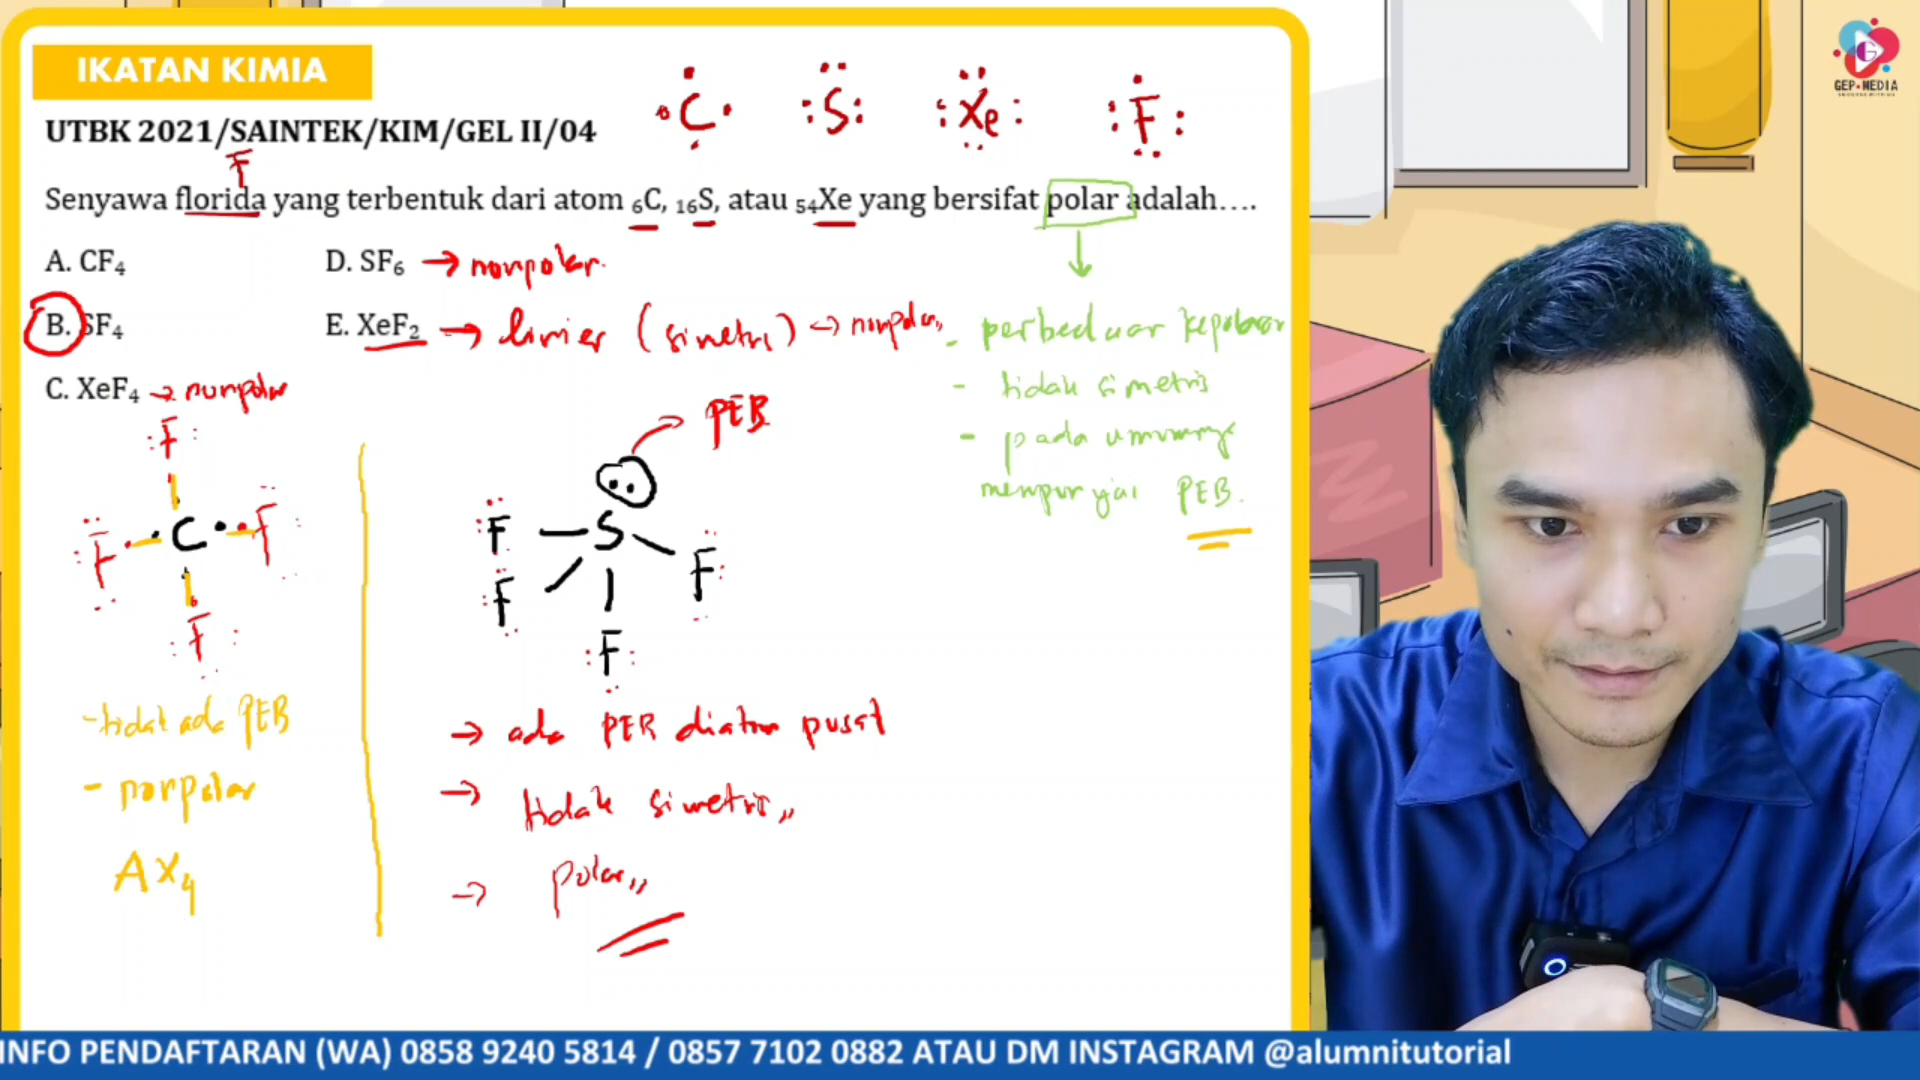 IKATAN KIMIA
UTBK 2021/SAINTEK/KIM/GEL II/04
C S Xe F
F
Senyawa florida yang terbentuk dari atom ₆C, ₁₆S, atau ₅₄Xe yang bersifat polar adalah....
A. CF₄
D. SF₆ → nonpolar.
B. SF₄
E. XeF₂ → linier (simetri) → nonpolar,,
C. XeF₄ → nonpolar
- perbedaan kepolaran
- tidak simetris
- pada umumnya
mempunyai PEB.
F
F C F
F
- tidak ada PEB
- nonpolar
AX₄
PEB
F S
F F
F
→ ada PEB diatom pusat
→ tidak simetris,,
→ polar,,
GEP•MEDIA
INFO PENDAFTARAN (WA) 0858 9240 5814 / 0857 7102 0882 ATAU DM INSTAGRAM @alumnitutorial